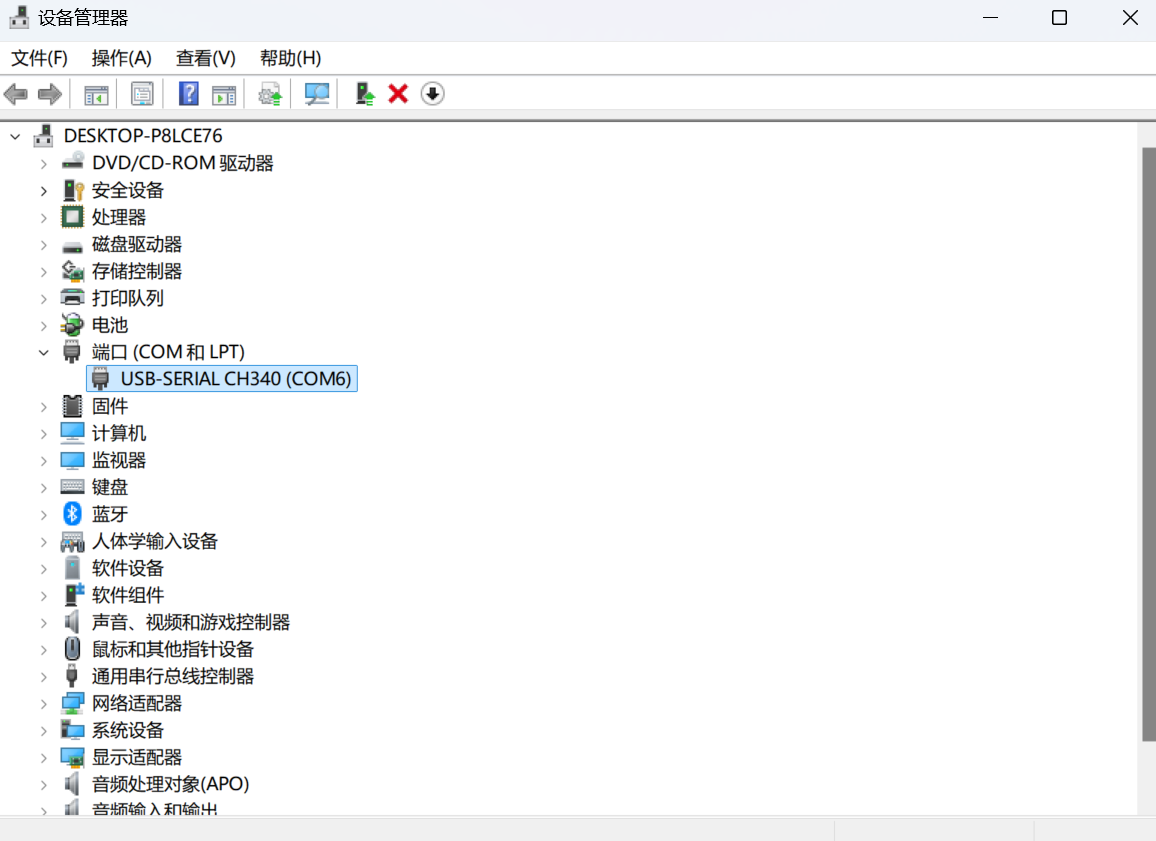 设备管理器
文件(F) 操作(A) 查看(V) 帮助(H)
DESKTOP-P8LCE76
DVD/CD-ROM 驱动器
安全设备
处理器
磁盘驱动器
存储控制器
打印队列
电池
端口 (COM 和 LPT)
USB-SERIAL CH340 (COM6)
固件
计算机
监视器
键盘
蓝牙
人体学输入设备
软件设备
软件组件
声音、视频和游戏控制器
鼠标和其他指针设备
通用串行总线控制器
网络适配器
系统设备
显示适配器
音频处理对象(APO)
音频输入和输出